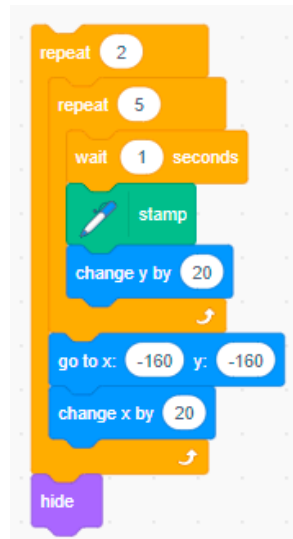 repeat 2
repeat 5
wait 1 seconds
stamp
change y by 20
go to x: -160 y: -160
change x by 20
hide